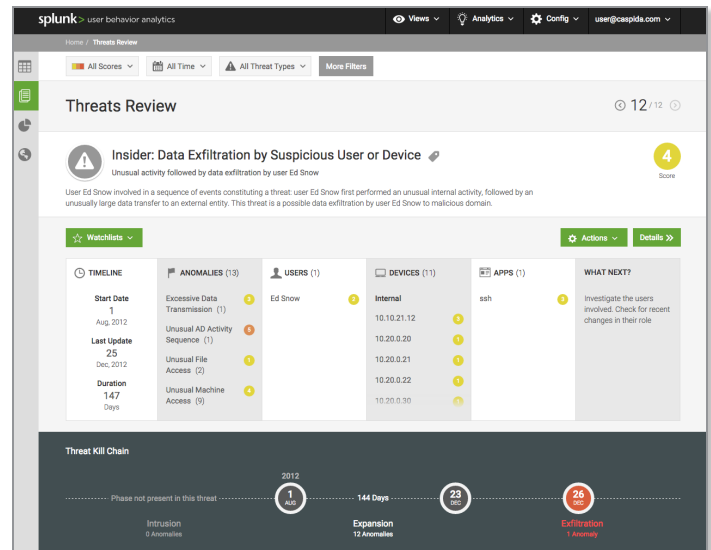 splunk> user behavior analytics
Views
Analytics
Config
user@caspida.com
Home / Threats Review
All Scores
All Time
All Threat Types
More Filters
Threats Review
12/12
Insider: Data Exfiltration by Suspicious User or Device
Unusual activity followed by data exfiltration by user Ed Snow
4
Score
User Ed Snow involved in a sequence of events constituting a threat: user Ed Snow first performed an unusual internal activity, followed by an
unusually large data transfer to an external entity. This threat is a possible data exfiltration by user Ed Snow to malicious domain.
Watchlists
Actions
Details
TIMELINE
Start Date
1
Aug, 2012
Last Update
25
Dec, 2012
Duration
147
Days
ANOMALIES (13)
Excessive Data
Transmission (1)
Unusual AD Activity
Sequence (1)
5
Unusual File
Access (2)
1
Unusual Machine
Access (9)
4
USERS (1)
Ed Snow
DEVICES (11)
Internal
10.10.21.12
10.20.0.20
1
10.20.0.21
1
10.20.0.22
1
10.20.0.30
APPS (1)
ssh
WHAT NEXT?
Investigate the users
involved. Check for recent
changes in their role
Threat Kill Chain
2012
Phase not present in this threat
1
AUG
144 Days
23
DEC
26
DEC
Intrusion
0 Anomalies
Expansion
12 Anomalies
Exfiltration
1 Anomaly